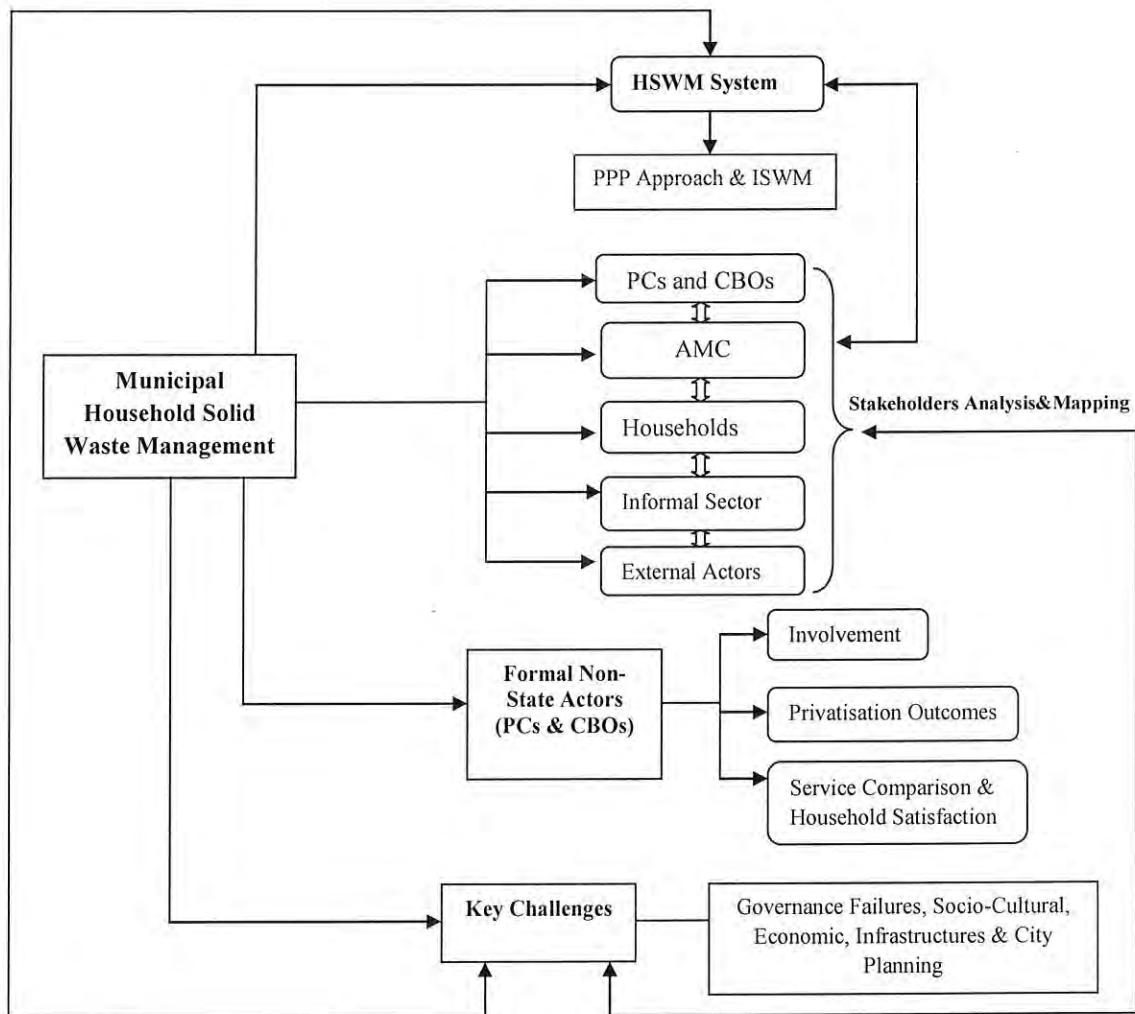 HSWM System
PPP Approach & ISWM
PCs and CBOs
AMC
Municipal
Household Solid
Waste Management
Households
Stakeholders Analysis&Mapping
Informal Sector
External Actors
Involvement
Formal Non-
State Actors
(PCs & CBOs)
Privatisation Outcomes
Service Comparison &
Household Satisfaction
Key Challenges
Governance Failures, Socio-Cultural,
Economic, Infrastructures & City
Planning